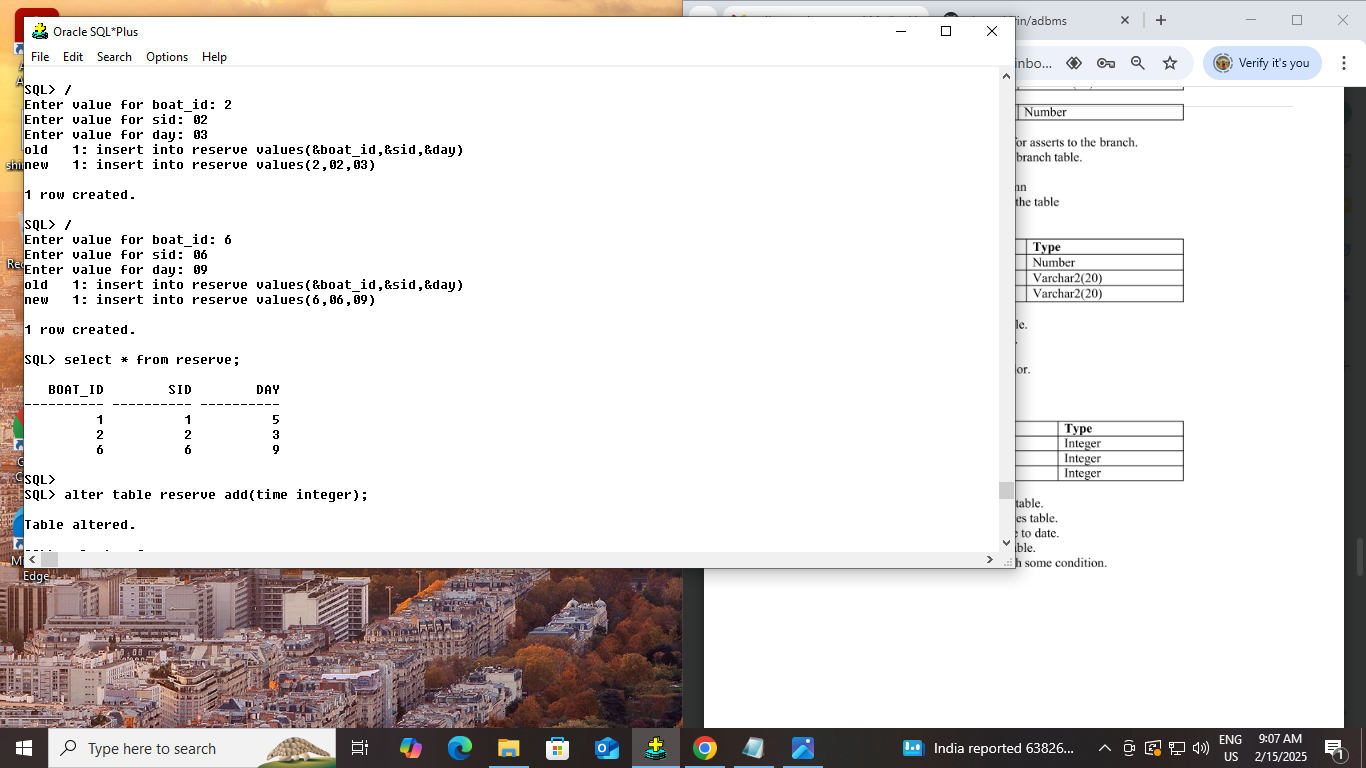 Oracle SQL*Plus
File Edit Search Options Help
SQL> /
Enter value for boat_id: 2
Enter value for sid: 02
Enter value for day: 03
old   1: insert into reserve values(&boat_id,&sid,&day)
new   1: insert into reserve values(2,02,03)
1 row created.
SQL> /
Enter value for boat_id: 6
Enter value for sid: 06
Enter value for day: 09
old   1: insert into reserve values(&boat_id,&sid,&day)
new   1: insert into reserve values(6,06,09)
1 row created.
SQL> select * from reserve;
BOAT_ID SID DAY
---------- ---------- ----------
1 1 5
2 2 3
6 6 9
SQL>
SQL> alter table reserve add(time integer);
Table altered.
Edge
in/adbms
inbo...
Verify it's you
Number
or asserts to the branch.
branch table.
the table
Type
Number
Varchar2(20)
Varchar2(20)
le.
or.
Type
Integer
Integer
Integer
table.
es table.
e to date.
ble.
h some condition.
Type here to search
India reported 63826...
ENG
US
9:07 AM
2/15/2025
1